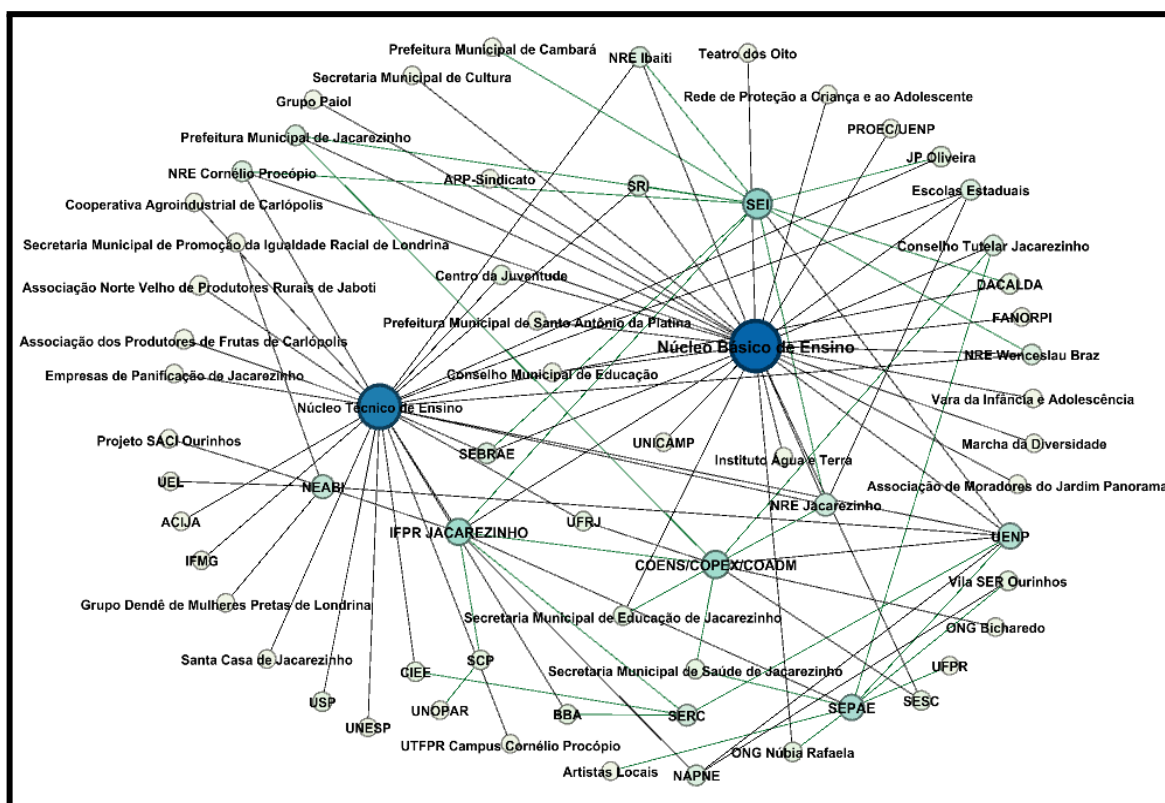 Prefeitura Municipal de Cambará
NRE Ibaiti
Teatro dos Oito
Secretaria Municipal de Cultura
Rede de Proteção a Criança e ao Adolescente
Grupo Paiol
PROEC/UENP
Prefeitura Municipal de Jacarezinho
JP Oliveira
NRE Cornélio Procópio
APP-Sindicato
SRI
Escolas Estaduais
Cooperativa Agroindustrial de Carlópolis
SEI
Secretaria Municipal de Promoção da Igualdade Racial de Londrina
Conselho Tutelar Jacarezinho
Centro da Juventude
DACALDA
Associação Norte Velho de Produtores Rurais de Jaboti
Prefeitura Municipal de Santo Antônio da Platina
FANORPI
Associação dos Produtores de Frutas de Carlópolis
Núcleo Básico de Ensino
NRE Wenceslau Braz
Empresas de Panificação de Jacarezinho
Conselho Municipal de Educação
Vara da Infância e Adolescência
Núcleo Técnico de Ensino
Projeto SACI Ourinhos
UNICAMP
Marcha da Diversidade
SEBRAE
Instituto Água e Terra
UEL
NEABI
Associação de Moradores do Jardim Panorama
NRE Jacarezinho
ACIJA
IFPR JACAREZINHO
UFRJ
UENP
IFMG
COENS/COPEX/COADM
Vila SER Ourinhos
Grupo Dendê de Mulheres Pretas de Londrina
Secretaria Municipal de Educação de Jacarezinho
ONG Bicharedo
Santa Casa de Jacarezinho
CIEE
SCP
Secretaria Municipal de Saúde de Jacarezinho
UFPR
USP
UNOPAR
BBA
SERC
SEPAE
SESC
UNESP
UTFPR Campus Cornélio Procópio
ONG Núbia Rafaela
Artistas Locais
NAPNE